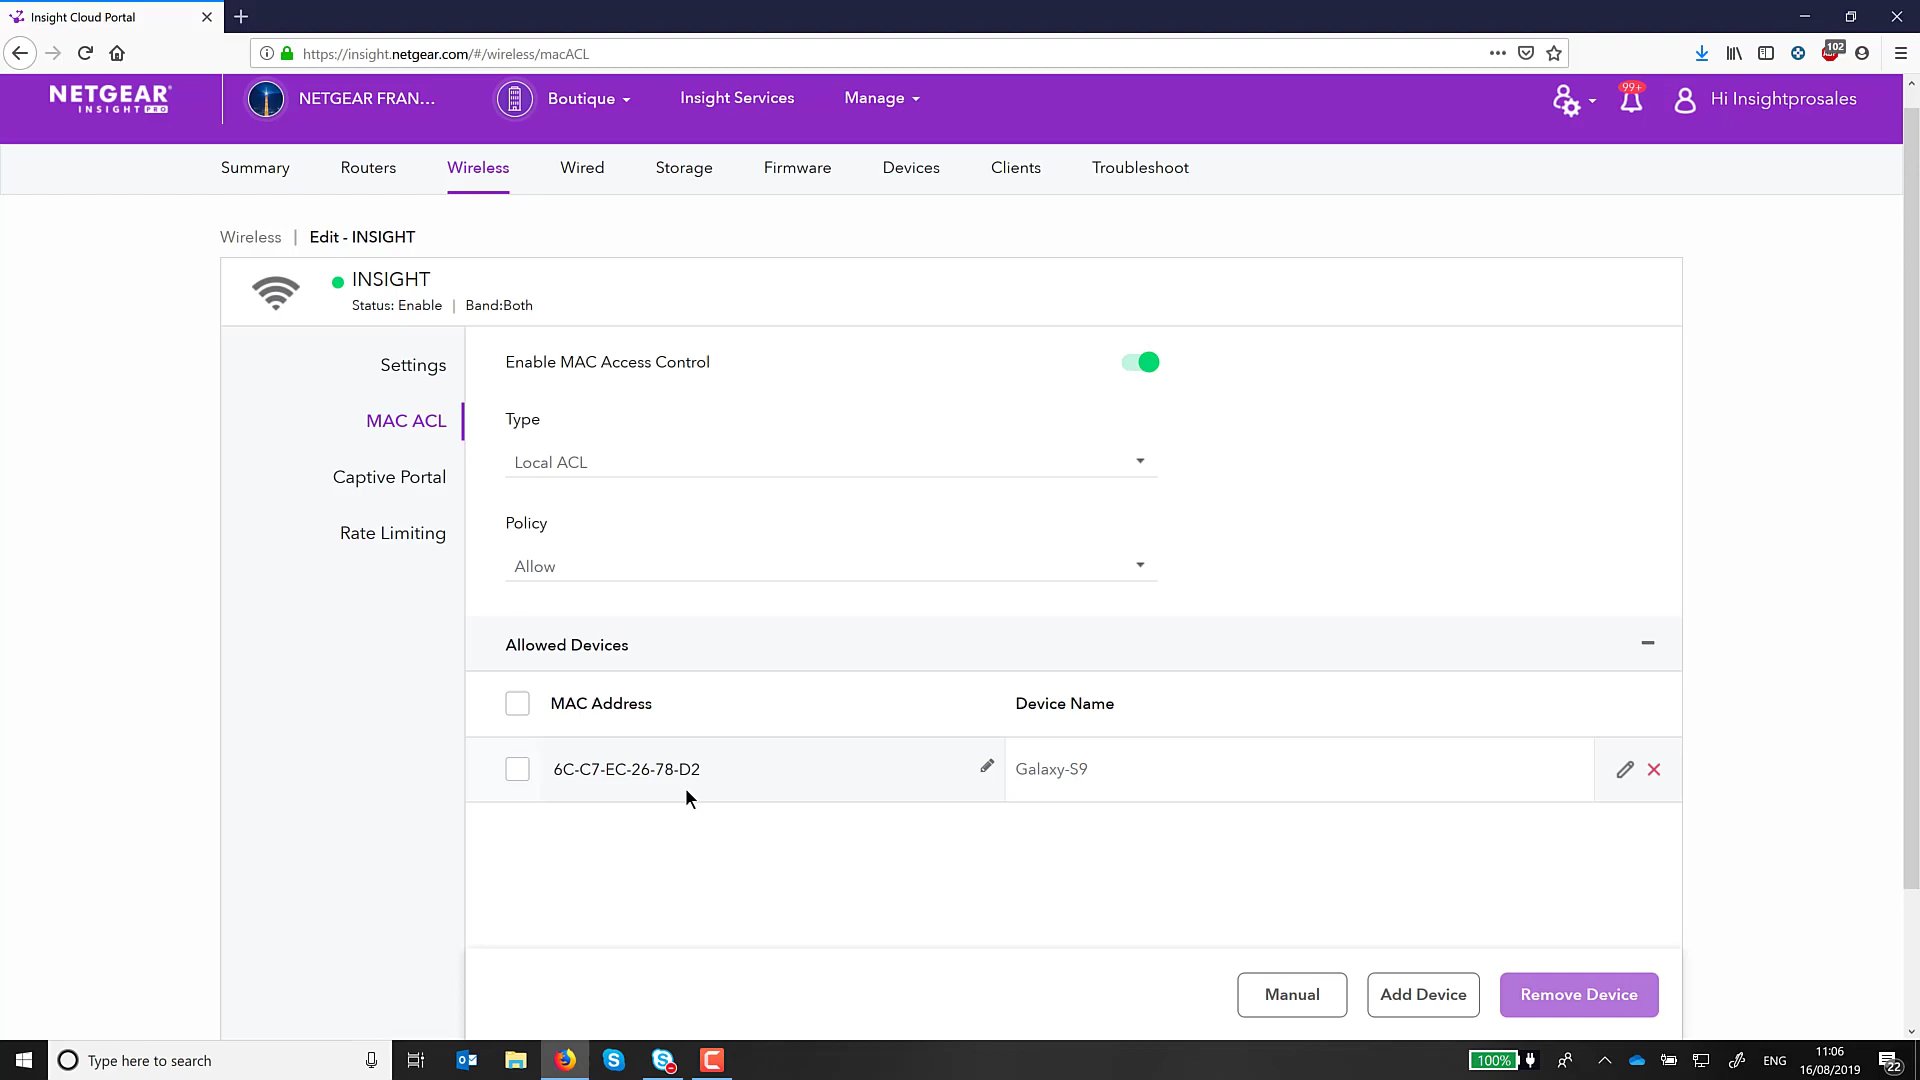 Insight Cloud Portal
https://insight.netgear.com/#/wireless/macACL
102
NETGEAR
INSIGHT PRO
NETGEAR FRAN...
Boutique
Insight Services
Manage
99+
Hi Insightprosales
Summary
Routers
Wireless
Wired
Storage
Firmware
Devices
Clients
Troubleshoot
Wireless | Edit - INSIGHT
INSIGHT
Status: Enable | Band:Both
Settings
MAC ACL
Captive Portal
Rate Limiting
Enable MAC Access Control
Type
Local ACL
Policy
Allow
Allowed Devices
MAC Address
Device Name
6C-C7-EC-26-78-D2
Galaxy-S9
Manual
Add Device
Remove Device
Type here to search
100%
ENG
11:06
16/08/2019
22